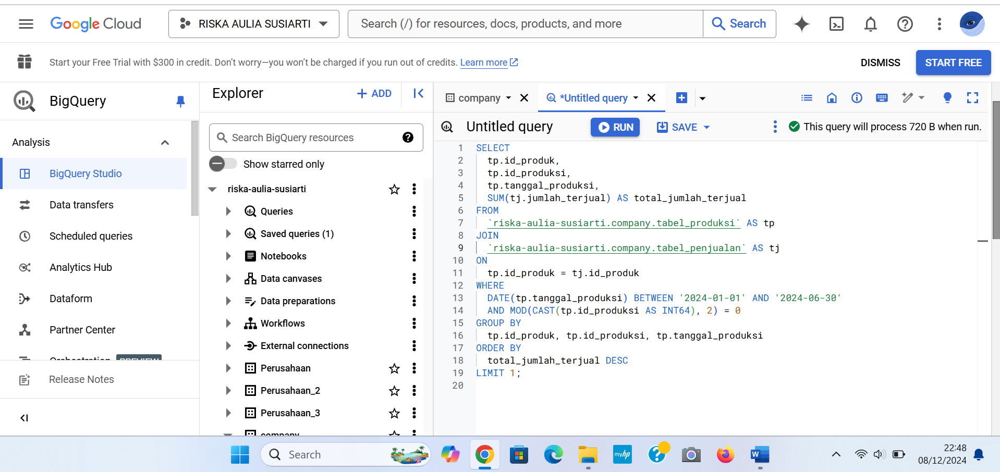 Google Cloud
RISKA AULIA SUSIARTI
Search (/) for resources, docs, products, and more
Search
Start your Free Trial with $300 in credit. Don’t worry—you won’t be charged if you run out of credits. Learn more
DISMISS
START FREE
BigQuery
Analysis
BigQuery Studio
Data transfers
Scheduled queries
Analytics Hub
Dataform
Partner Center
Orchestration PREVIEW
Release Notes
Explorer
+ ADD
Search BigQuery resources
Show starred only
riska-aulia-susiarti
Queries
Saved queries (1)
Notebooks
Data canvases
Data preparations
Workflows
External connections
Perusahaan
Perusahaan_2
Perusahaan_3
company
company
*Untitled query
Untitled query
RUN
SAVE
This query will process 720 B when run.
1 SELECT
2 tp.id_produk,
3 tp.id_produksi,
4 tp.tanggal_produksi,
5 SUM(tj.jumlah_terjual) AS total_jumlah_terjual
6 FROM
7 `riska-aulia-susiarti.company.tabel_produksi` AS tp
8 JOIN
9 `riska-aulia-susiarti.company.tabel_penjualan` AS tj
10 ON
11 tp.id_produk = tj.id_produk
12 WHERE
13 DATE(tp.tanggal_produksi) BETWEEN '2024-01-01' AND '2024-06-30'
14 AND MOD(CAST(tp.id_produksi AS INT64), 2) = 0
15 GROUP BY
16 tp.id_produk, tp.id_produksi, tp.tanggal_produksi
17 ORDER BY
18 total_jumlah_terjual DESC
19 LIMIT 1;
20
Search
myhp
22:48
08/12/2024